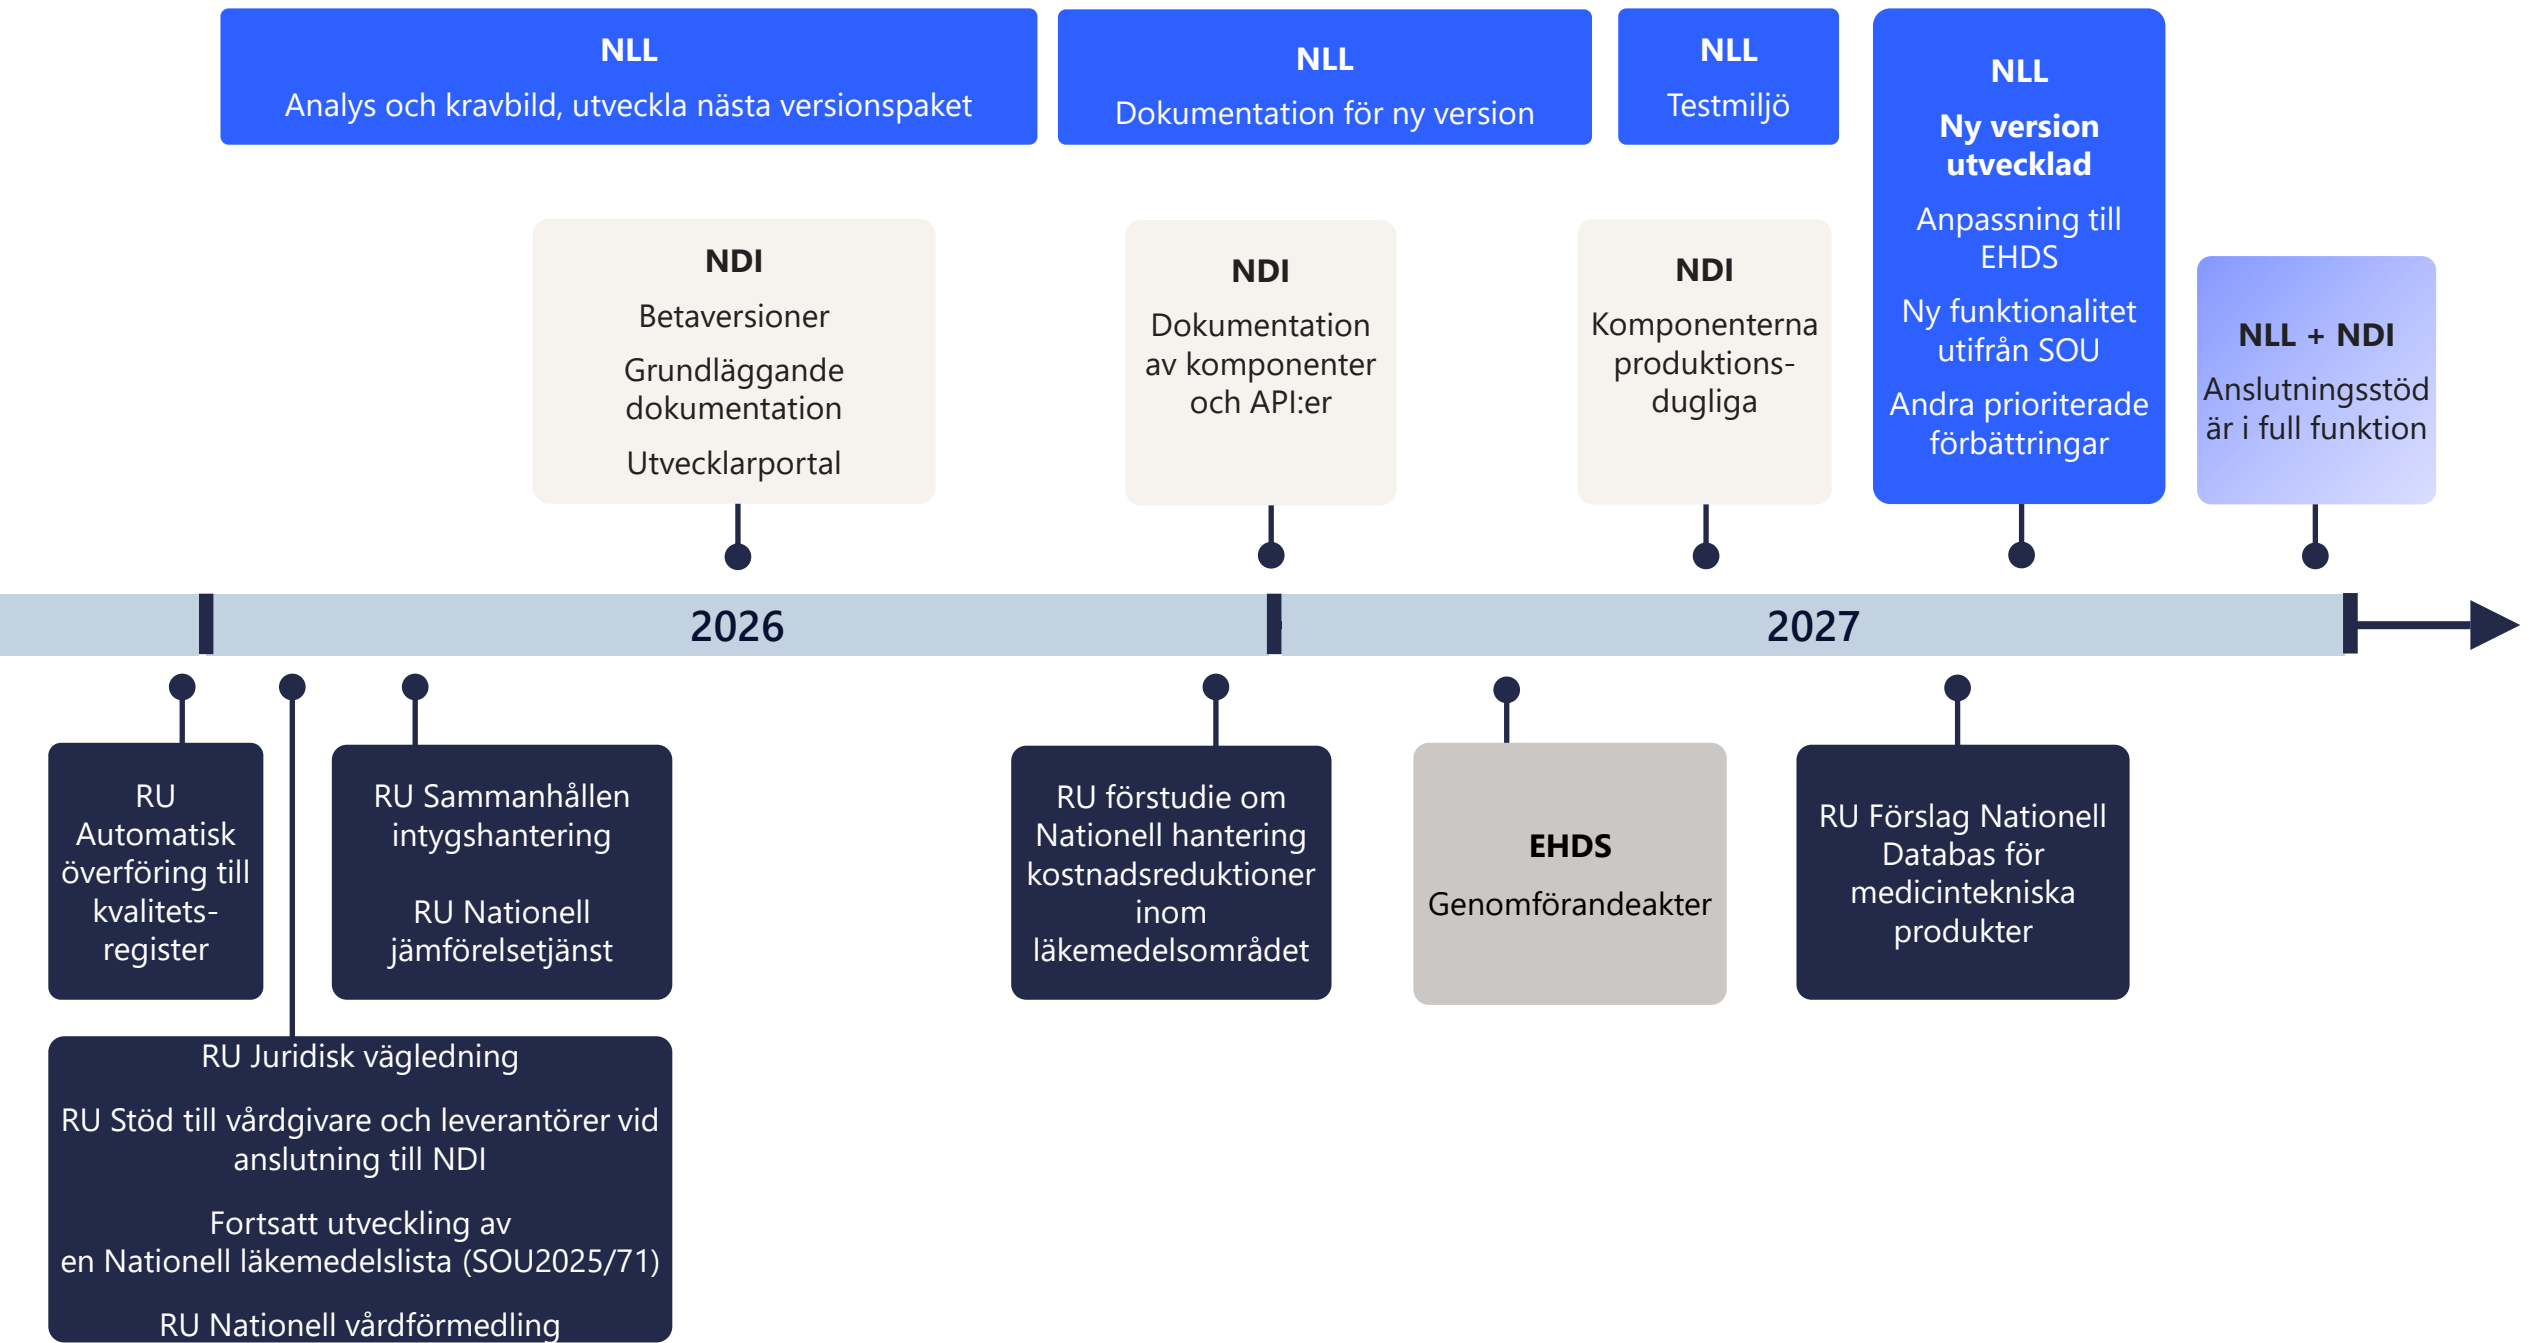 NLL
Analys och kravbild, utveckla nästa versionspaket
NLL
Dokumentation för ny version
NLL
Testmiljö
NLL
Ny version
utvecklad
Anpassning till
EHDS
Ny funktionalitet
utifrån SOU
Andra prioriterade
förbättringar
NDI
Betaversioner
Grundläggande
dokumentation
Utvecklarportal
NDI
Dokumentation
av komponenter
och API:er
NDI
Komponenterna
produktions-
dugliga
NLL + NDI
Anslutningsstöd
är i full funktion
2026
2027
RU
Automatisk
överföring till
kvalitets-
register
RU Sammanhållen
intygshantering
RU Nationell
jämförelsetjänst
RU förstudie om
Nationell hantering
kostnadsreduktioner
inom
läkemedelsområdet
EHDS
Genomförandeakter
RU Förslag Nationell
Databas för
medicintekniska
produkter
RU Juridisk vägledning
RU Stöd till vårdgivare och leverantörer vid
anslutning till NDI
Fortsatt utveckling av
en Nationell läkemedelslista (SOU2025/71)
RU Nationell vårdförmedling